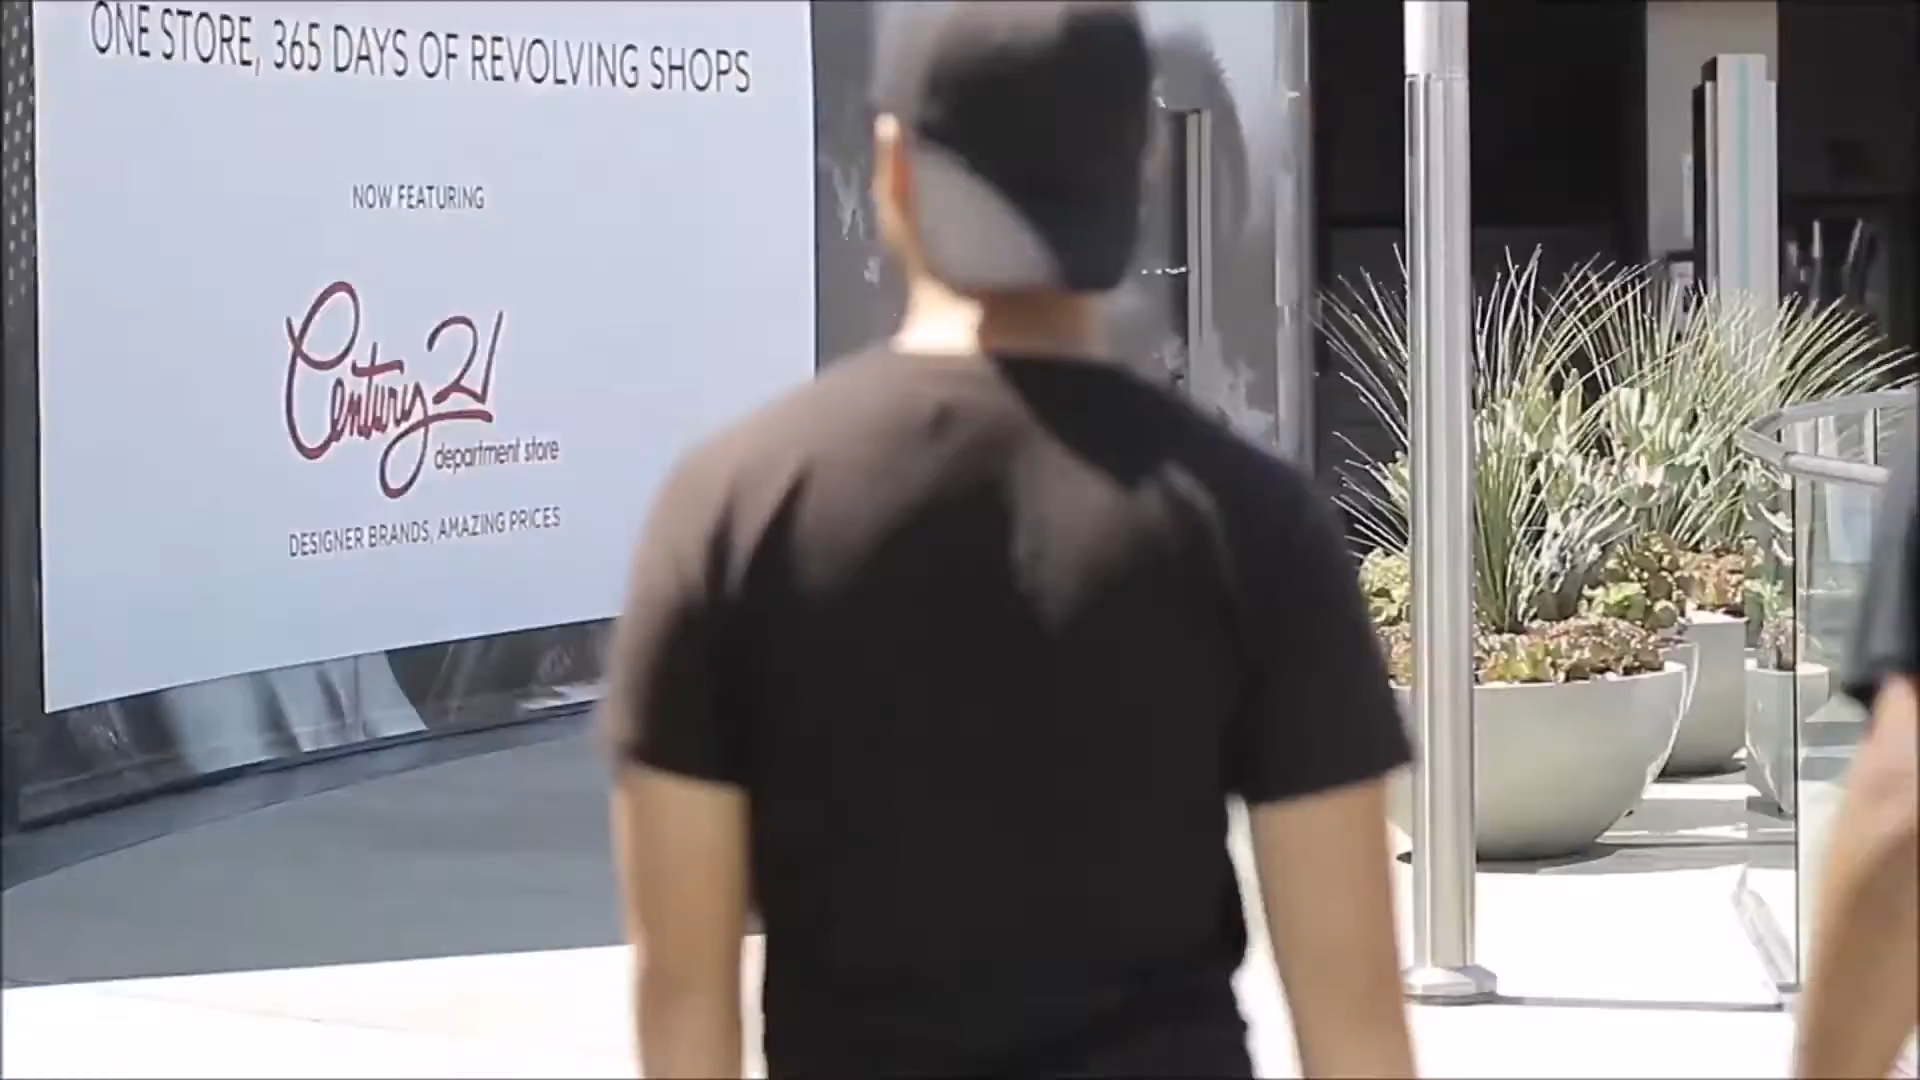 ONE STORE, 365 DAYS OF REVOLVING SHOPS
NOW FEATURING
Century 21
department store
DESIGNER BRANDS, AMAZING PRICES